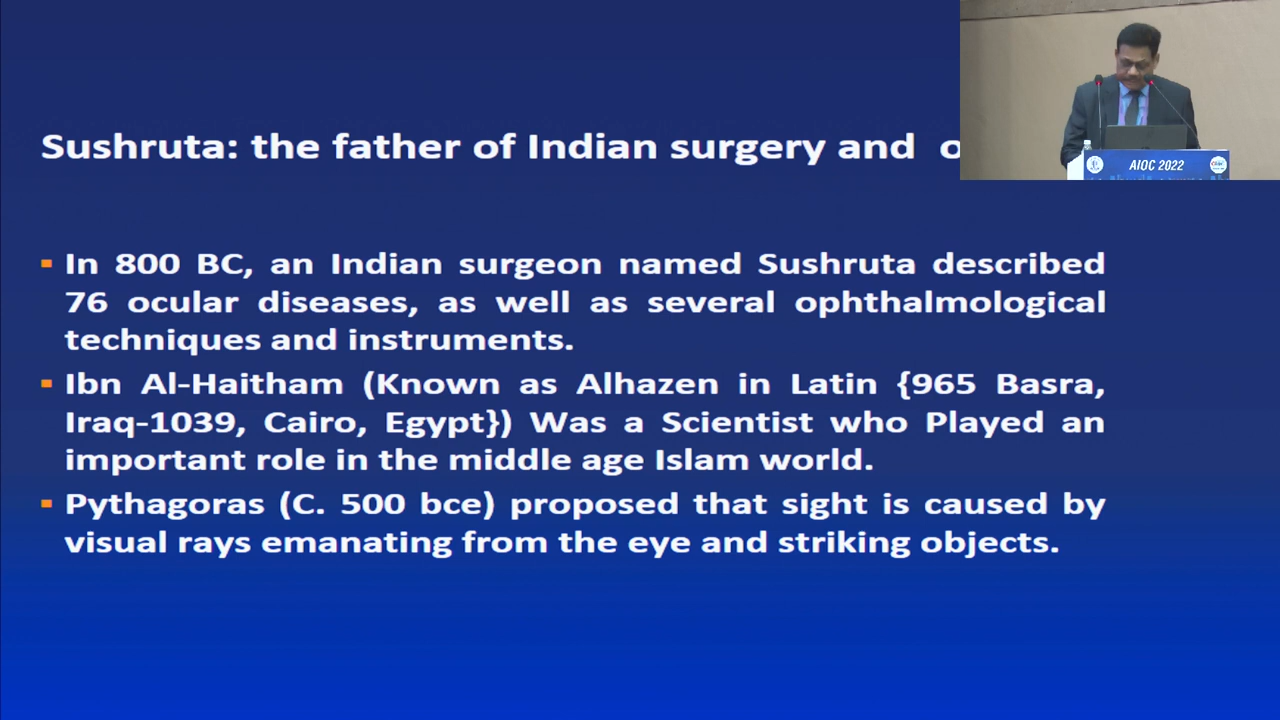 Sushruta: the father of Indian surgery and
AIOC 2022
In 800 BC, an Indian surgeon named Sushruta described
76 ocular diseases, as well as several ophthalmological
techniques and instruments.
Ibn Al-Haitham (Known as Alhazen in Latin {965 Basra,
Iraq-1039, Cairo, Egypt}) Was a Scientist who Played an
important role in the middle age Islam world.
Pythagoras (C. 500 bce) proposed that sight is caused by
visual rays emanating from the eye and striking objects.